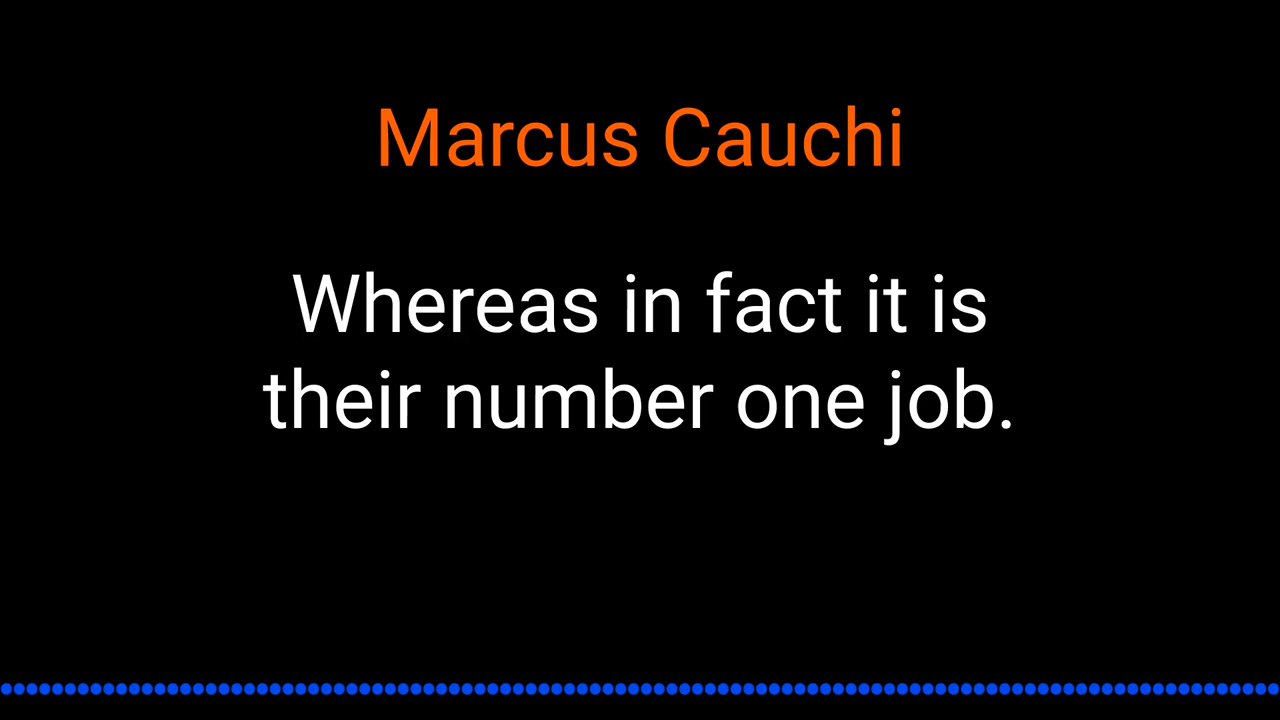 Marcus Cauchi
Whereas in fact it is
their number one job.